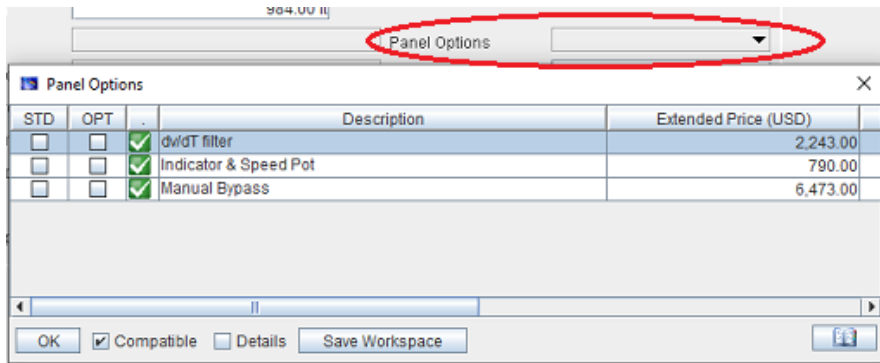 984.00 ft
Panel Options
Panel Options
STD OPT . Description Extended Price (USD)
dv/dT filter 2,243.00
Indicator & Speed Pot 790.00
Manual Bypass 6,473.00
OK Compatible Details Save Workspace